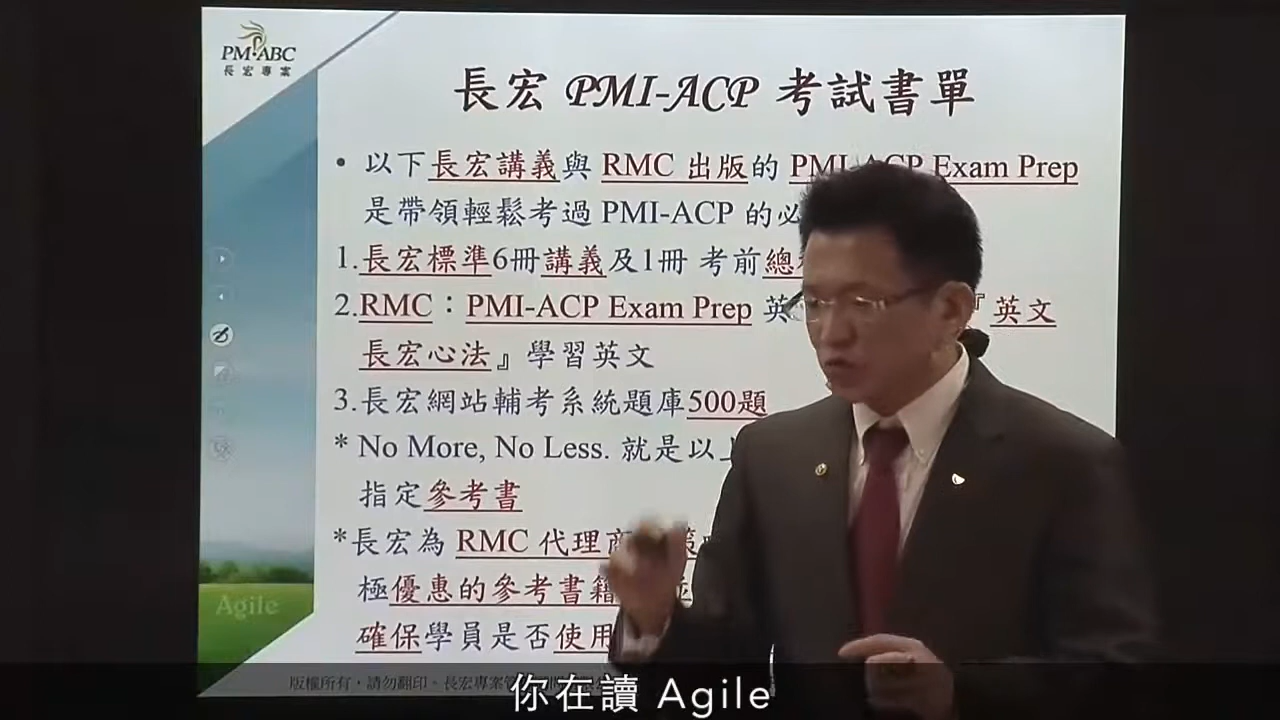 PM·ABC
長宏專案
長宏 PMI-ACP 考試書單
• 以下長宏講義與 RMC 出版的 PMI-ACP Exam Prep
是帶領輕鬆考過 PMI-ACP 的必
1.長宏標準6冊講義及1冊 考前總
2.RMC：PMI-ACP Exam Prep 英 『英文
長宏心法』學習英文
3.長宏網站輔考系統題庫500題
* No More, No Less. 就是以上
指定參考書
*長宏為 RMC 代理商
極優惠的參考書籍
確保學員是否使用
Agile
版權所有，請勿翻印。長宏專案管理
你在讀 Agile